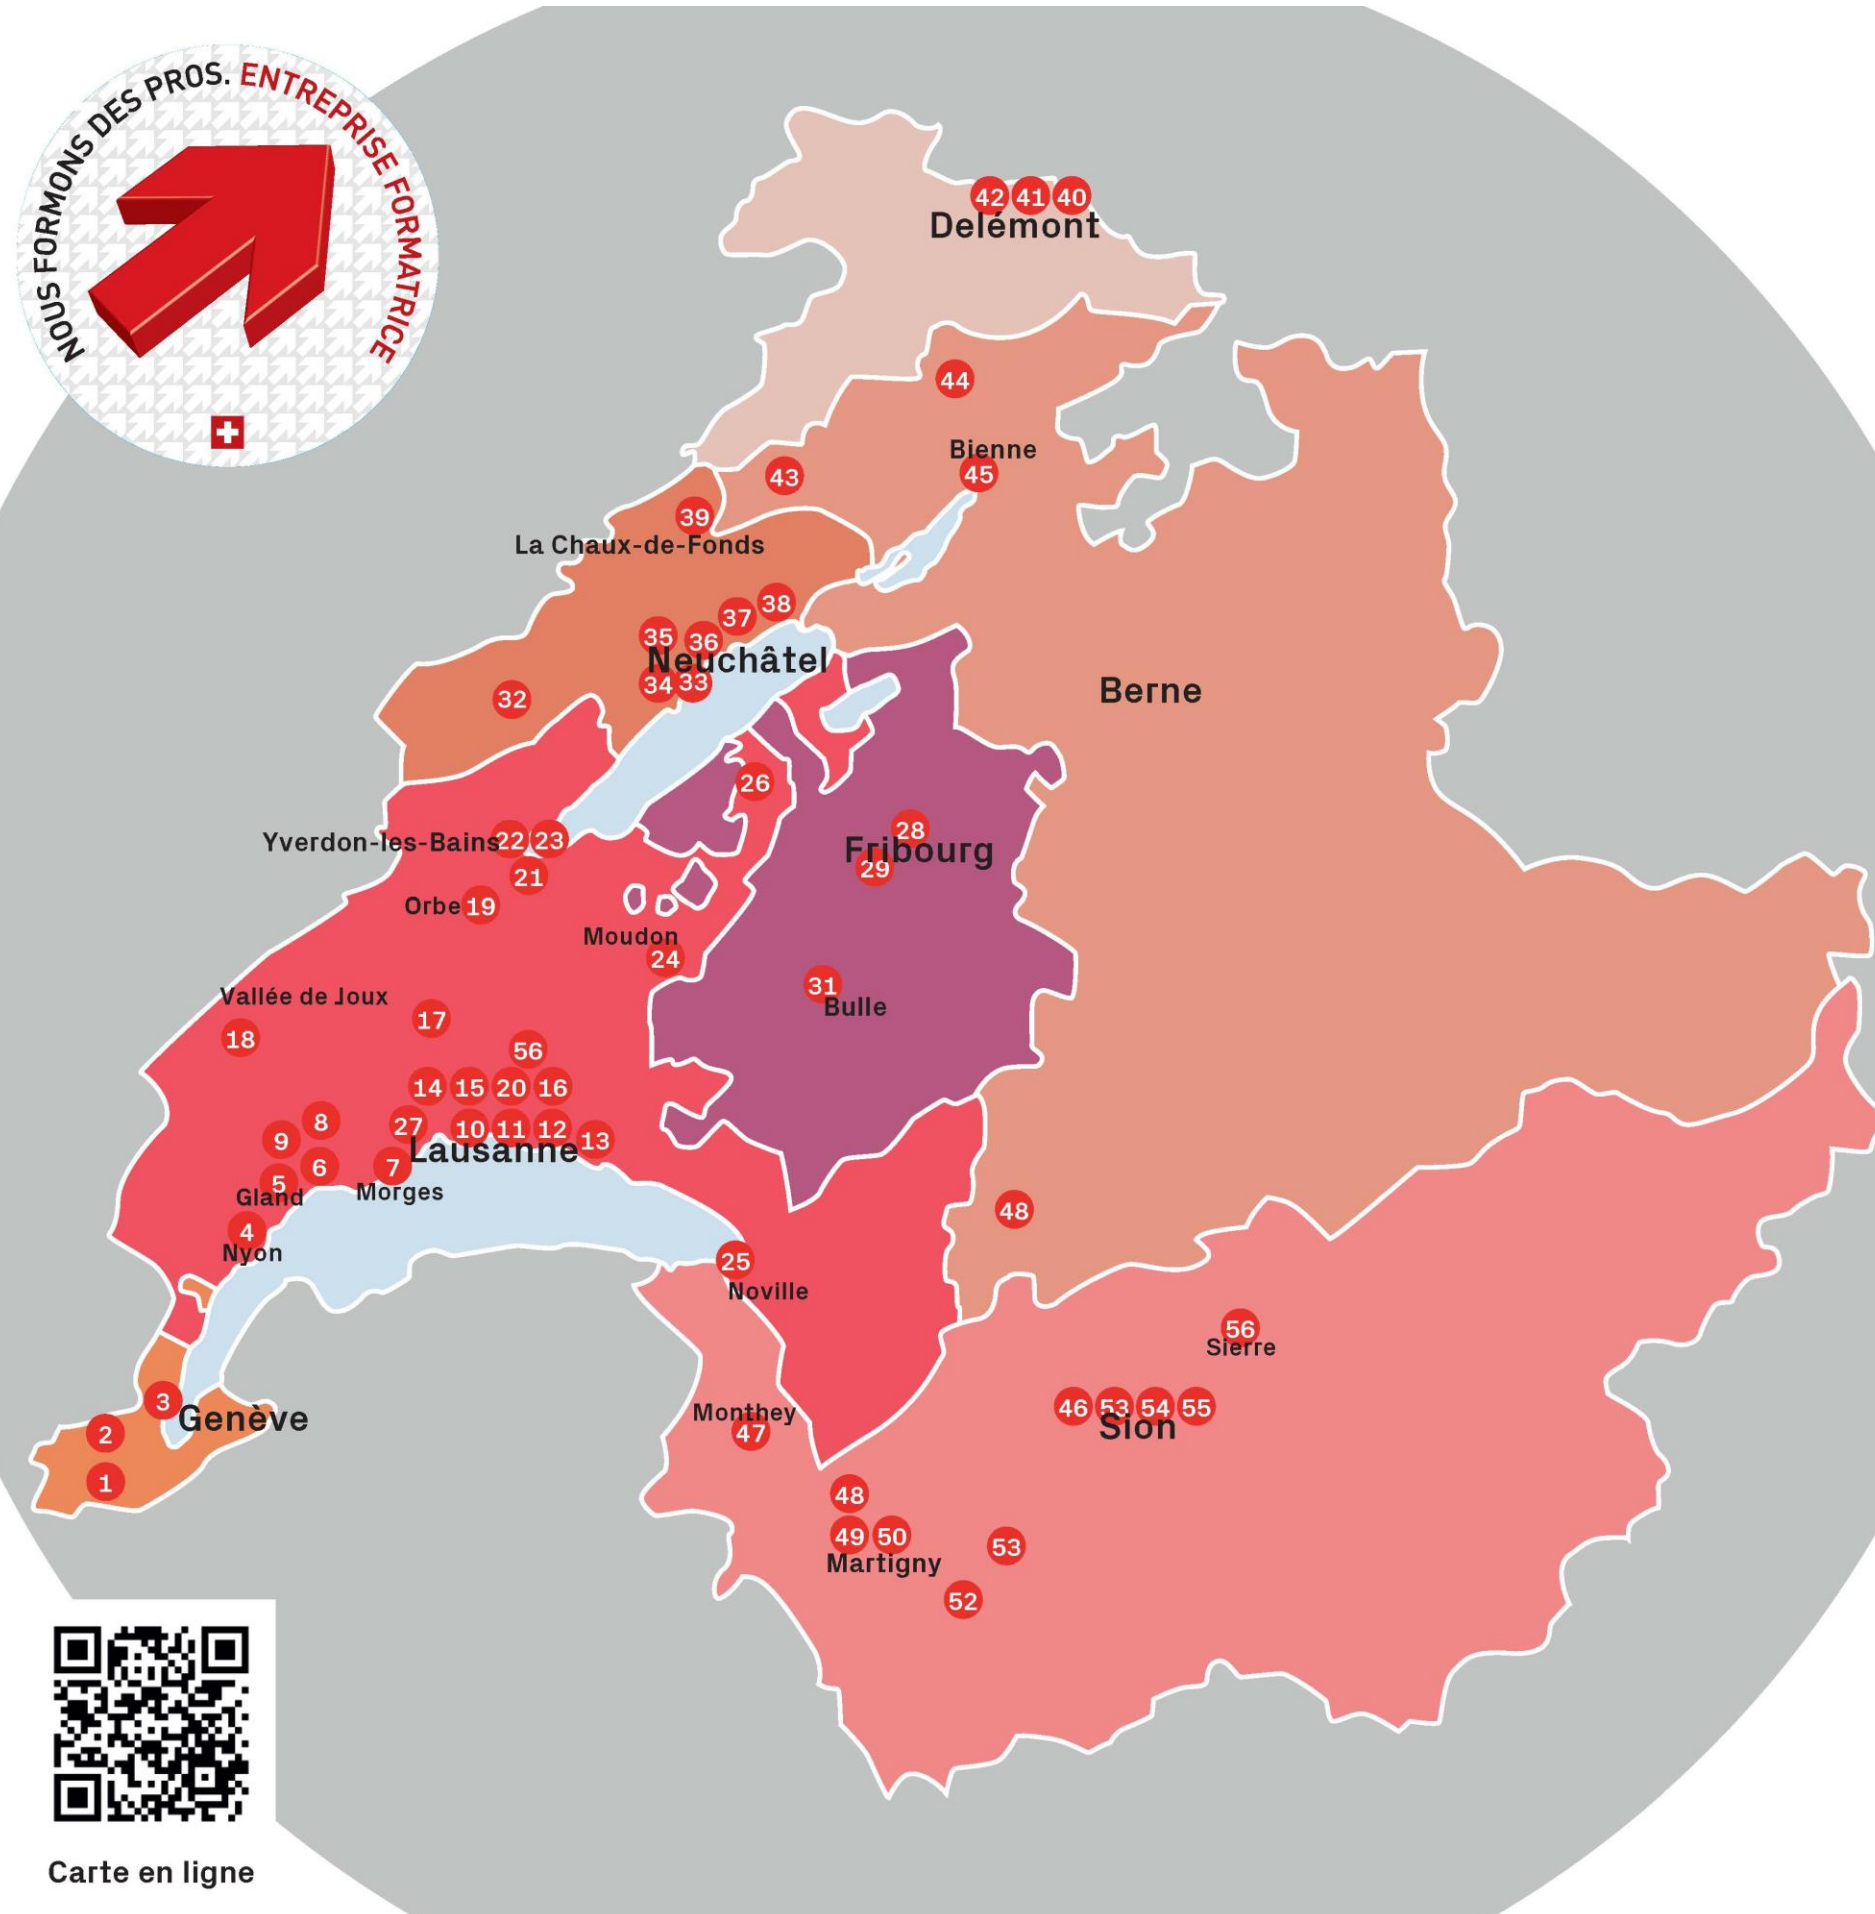 NOUS FORMONS DES PROS. ENTREPRISE FORMATRICE
42 41 40
Delémont
44
Bienne
45
43
39
La Chaux-de-Fonds
38
37
35 36
Neuchâtel
34 33
32
Berne
26
28
Fribourg
29
Yverdon-les-Bains 22 23
21
Orbe 19
Moudon
24
31
Bulle
Vallée de Joux
17
18
56
14 15 20 16
8
27 10 11 12 13
9
Lausanne
6
7
5
Gland
Morges
4
Nyon
48
25
Noville
56
Sierre
3
Genève
2
1
46 53 54 55
Sion
Monthey
47
48
49 50
Martigny
53
52
Carte en ligne